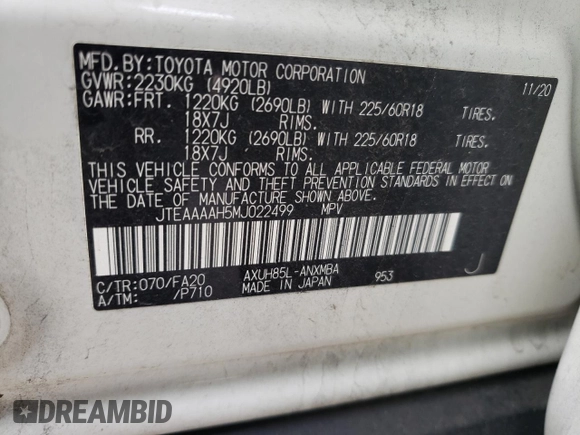 MFD.BY:TOYOTA MOTOR CORPORATION 11/20
GVWR:2230KG (4920LB)
GAWR:FRT. 1220KG (2690LB) WITH 225/60R18 TIRES.
18X7J RIMS.
RR. 1220KG (2690LB) WITH 225/60R18 TIRES.
18X7J RIMS.
THIS VEHICLE CONFORMS TO ALL APPLICABLE FEDERAL MOTOR
VEHICLE SAFETY AND THEFT PREVENTION STANDARDS IN EFFECT ON
THE DATE OF MANUFACTURE SHOWN ABOVE.
JTEAAAAH5MJ022499 MPV
C/TR:070/FA20 AXUH85L-ANXMBA 953 J
A/TM: /P710 MADE IN JAPAN
DREAMBID